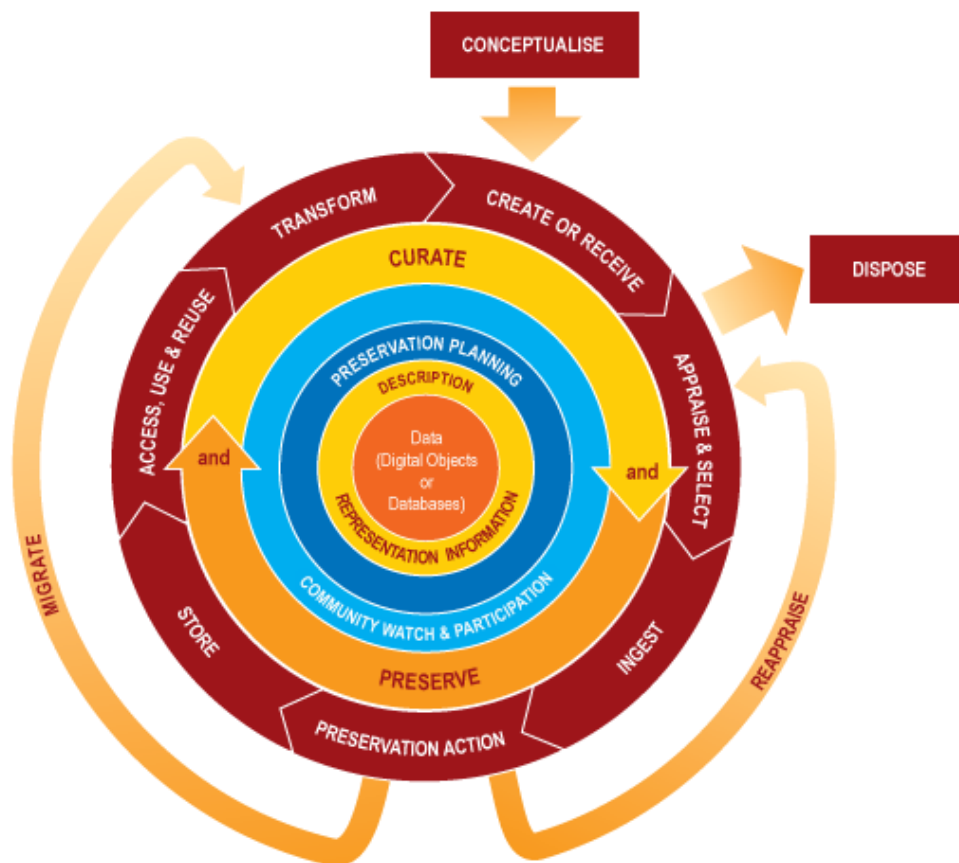 CONCEPTUALISE
TRANSFORM
CREATE OR RECEIVE
CURATE
DISPOSE
ACCESS, USE & REUSE
PRESERVATION PLANNING
APPRAISE & SELECT
DESCRIPTION
Data
(Digital Objects
or
Databases)
and
and
REPRESENTATION INFORMATION
MIGRATE
COMMUNITY WATCH & PARTICIPATION
STORE
INGEST
REAPPRAISE
PRESERVE
PRESERVATION ACTION